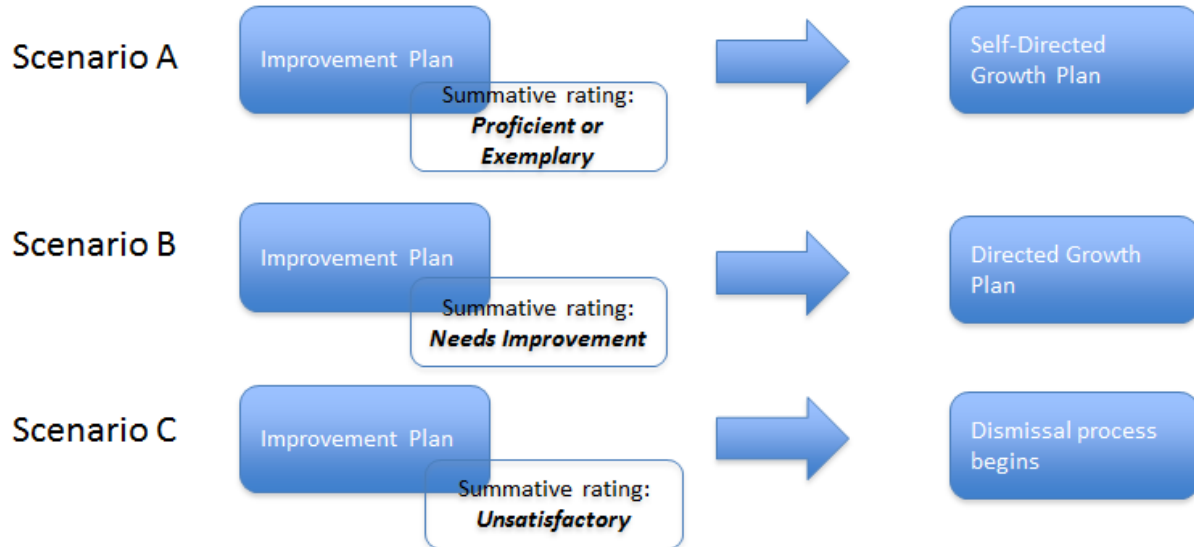 Scenario A
Improvement Plan
Summative rating:
Proficient or
Exemplary
Self-Directed
Growth Plan
Scenario B
Improvement Plan
Summative rating:
Needs Improvement
Directed Growth
Plan
Scenario C
Improvement Plan
Summative rating:
Unsatisfactory
Dismissal process
begins